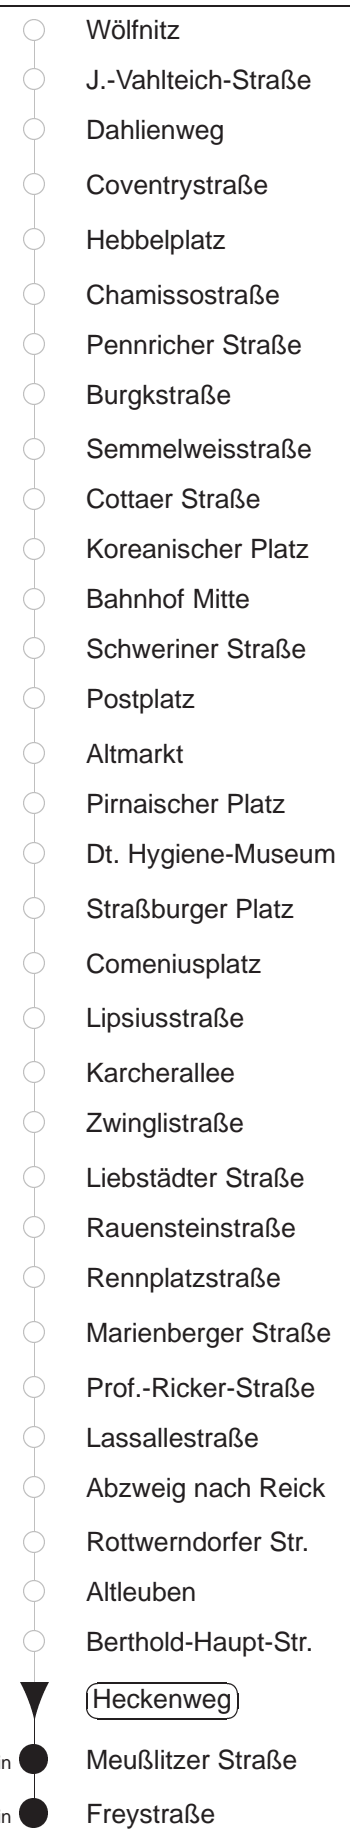 Wölfnitz
J.-Vahlteich-Straße
Dahlienweg
Coventrystraße
Hebbelplatz
Chamissostraße
Pennricher Straße
Burgkstraße
Semmelweisstraße
Cottaer Straße
Koreanischer Platz
Bahnhof Mitte
Schweriner Straße
Postplatz
Altmarkt
Pirnaischer Platz
Dt. Hygiene-Museum
Straßburger Platz
Comeniusplatz
Lipsiusstraße
Karcherallee
Zwinglistraße
Liebstädter Straße
Rauensteinstraße
Rennplatzstraße
Marienberger Straße
Prof.-Ricker-Straße
Lassallestraße
Abzweig nach Reick
Rottwerndorfer Str.
Altleuben
Berthold-Haupt-Str.
Heckenweg
in Meußlitzer Straße
in Freystraße